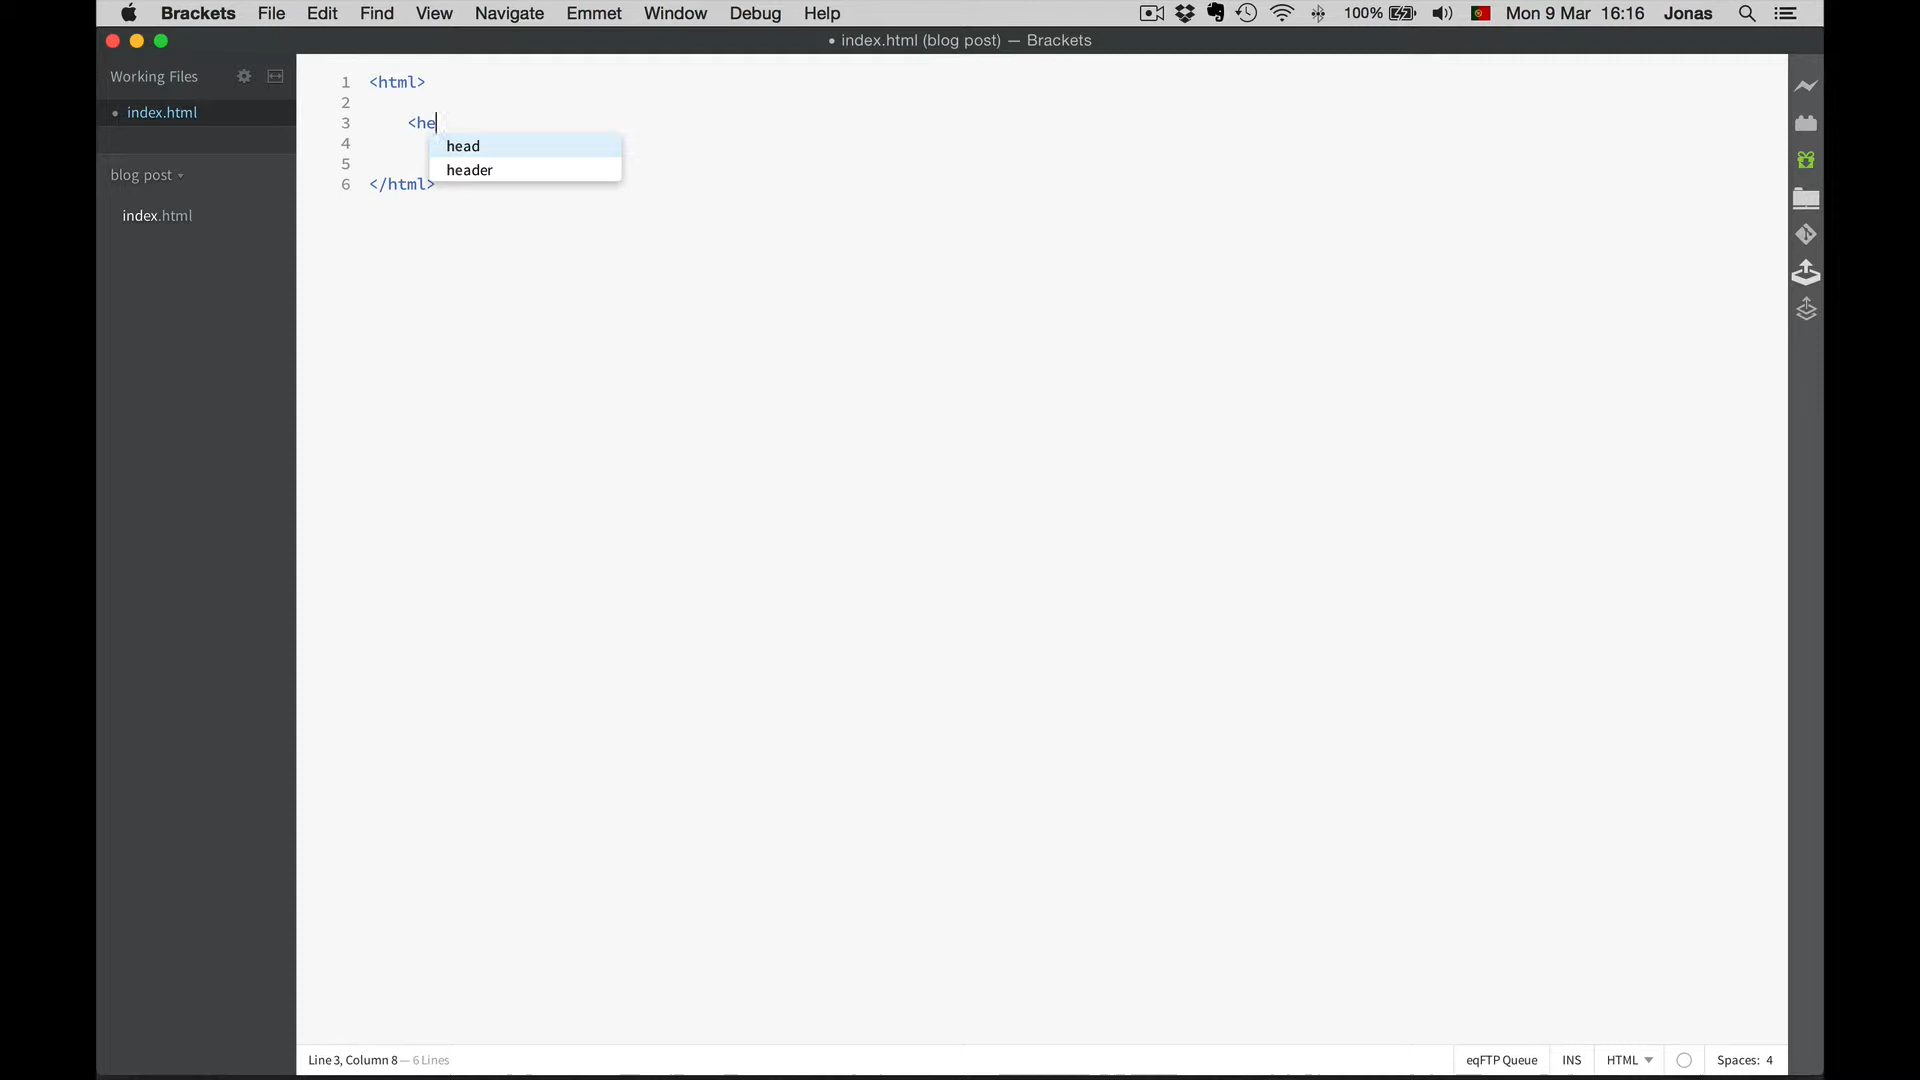 Brackets File Edit Find View Navigate Emmet Window Debug Help 100% Mon 9 Mar 16:16 Jonas
• index.html (blog post) — Brackets
Working Files
• index.html
blog post
index.html
1 <html>
2
3 <he
head
4
header
5
6 </html>
Line 3, Column 8 — 6 Lines
eqFTP Queue INS HTML Spaces: 4